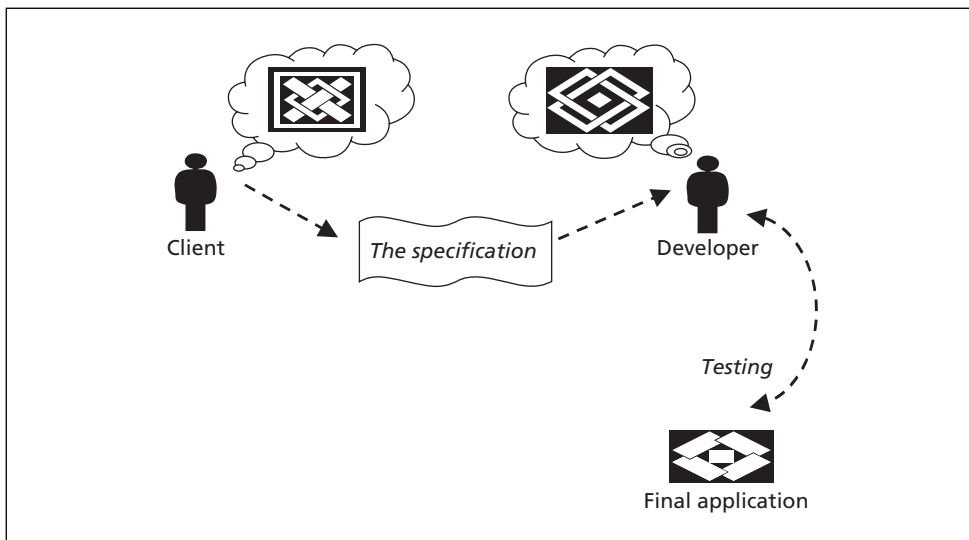 Client
The specification
Developer
Testing
Final application